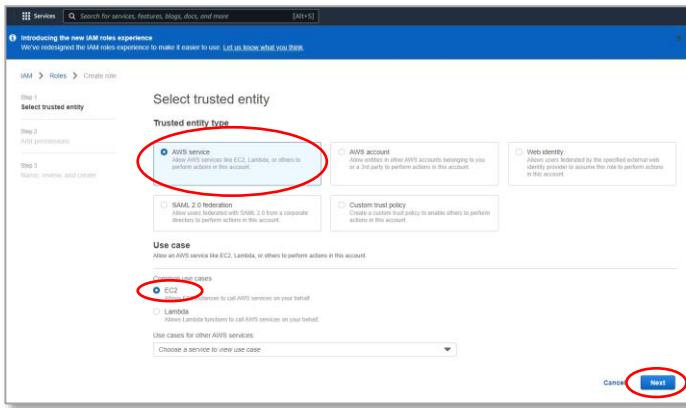 Services
Search for services, features, blogs, docs, and more
[Alt+S]
Introducing the new IAM roles experience
We've redesigned the IAM roles experience to make it easier to use. Let us know what you think.
IAM > Roles > Create role
Step 1
Select trusted entity
Step 2
Add permissions
Step 3
Name, review, and create
Select trusted entity
Trusted entity type
AWS service
Allow AWS services like EC2, Lambda, or others to
perform actions in this account.
AWS account
Allow entities in other AWS accounts belonging to you
or a 3rd party to perform actions in this account.
Web identity
Allows users federated by the specified external web
identity provider to assume this role to perform actions
in this account.
SAML 2.0 federation
Allow users federated with SAML 2.0 from a corporate
directory to perform actions in this account.
Custom trust policy
Create a custom trust policy to enable others to perform
actions in this account.
Use case
Allow an AWS service like EC2, Lambda, or others to perform actions in this account.
Common use cases
EC2
Allows EC2 instances to call AWS services on your behalf.
Lambda
Allows Lambda functions to call AWS services on your behalf.
Use cases for other AWS services:
Choose a service to view use case
Cancel
Next